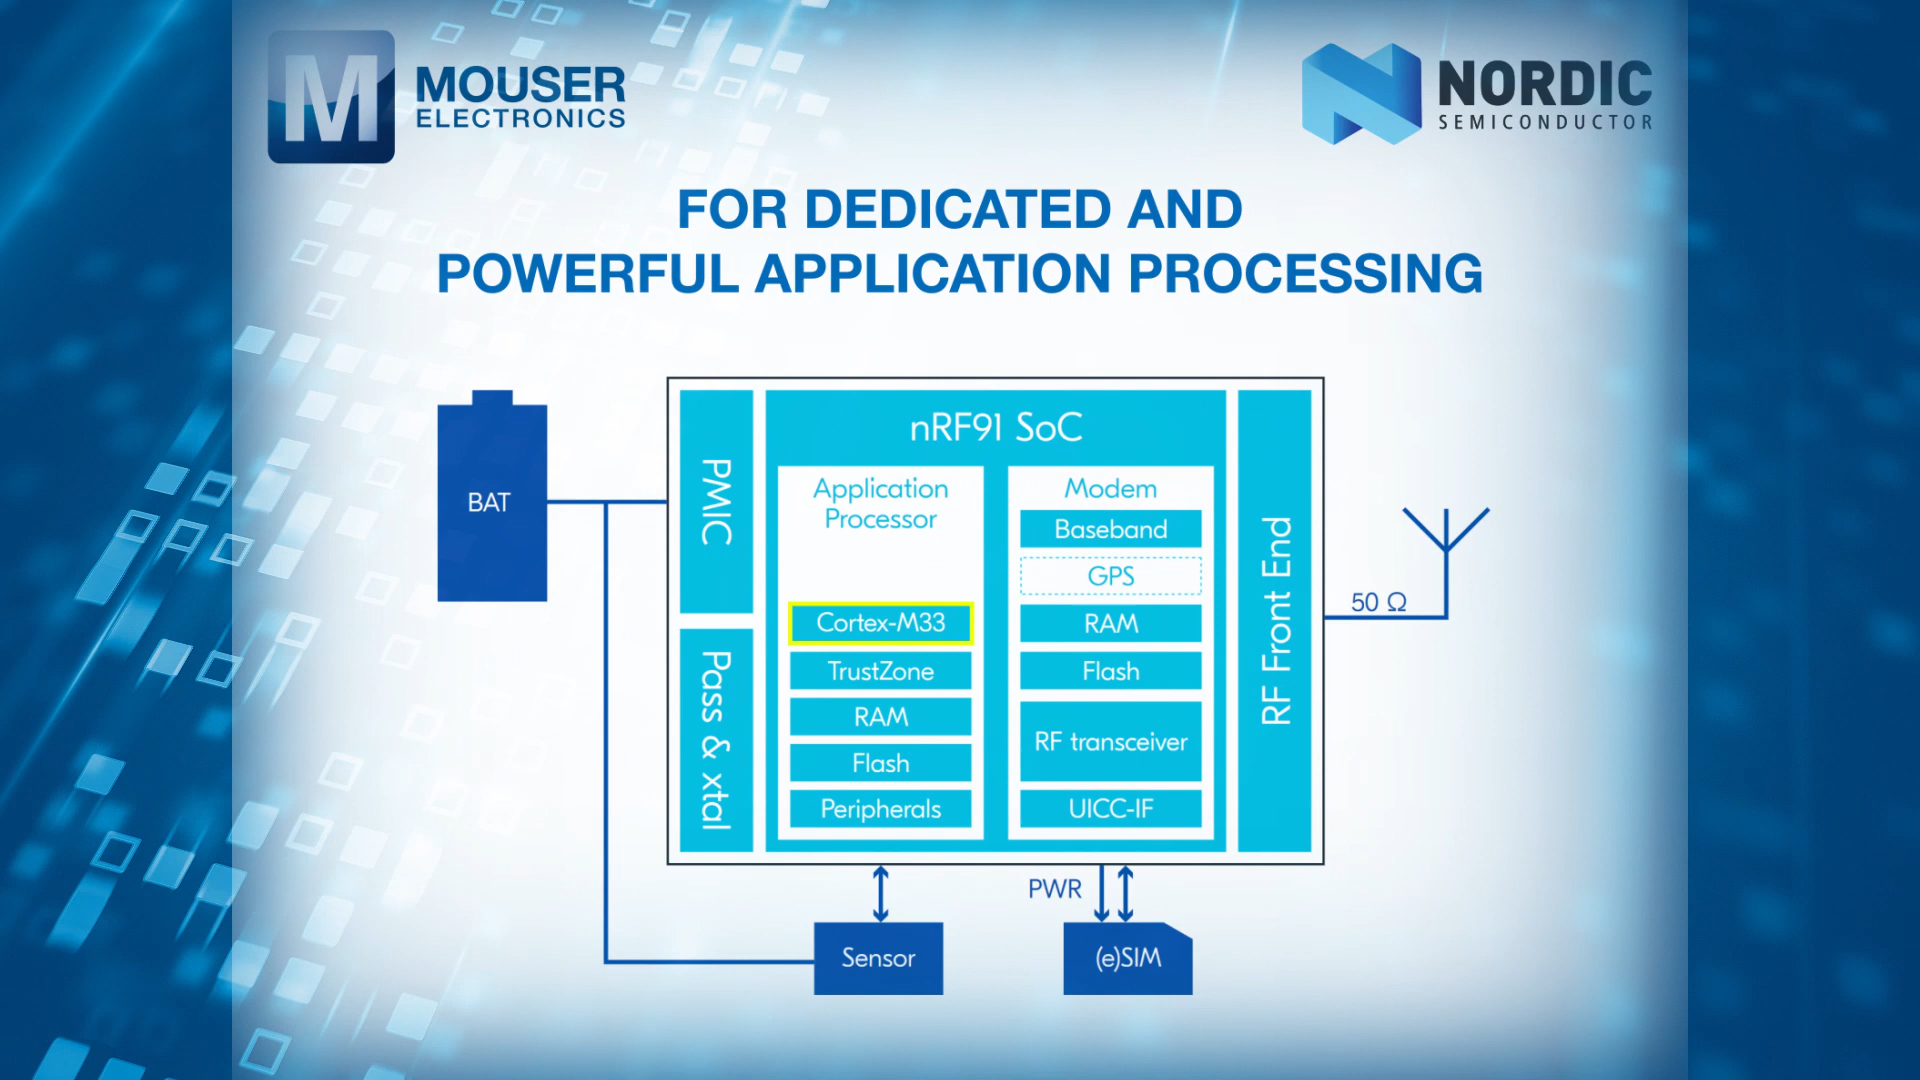 M
MOUSER
ELECTRONICS
NORDIC
SEMICONDUCTOR
FOR DEDICATED AND
POWERFUL APPLICATION PROCESSING
BAT
PMIC
Pass & xtal
nRF91 SoC
Application
Processor
Cortex-M33
TrustZone
RAM
Flash
Peripherals
Modem
Baseband
GPS
RAM
Flash
RF transceiver
UICC-IF
RF Front End
50 Ω
PWR
Sensor
(e)SIM